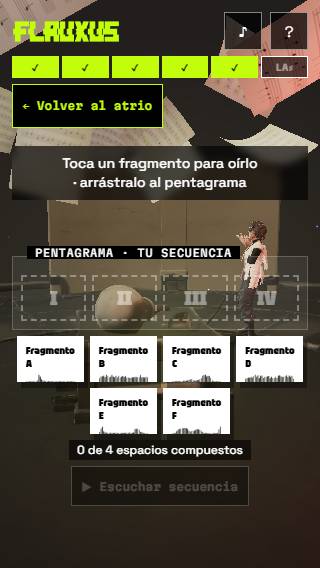 FLAUXUS
♪ ?
✓ ✓ ✓ ✓ ✓ LAs
← Volver al atrio
Toca un fragmento para oírlo
· arrástralo al pentagrama
PENTAGRAMA · TU SECUENCIA
I II III IV
Fragmento A
Fragmento B
Fragmento C
Fragmento D
Fragmento E
Fragmento F
0 de 4 espacios compuestos
▶ Escuchar secuencia